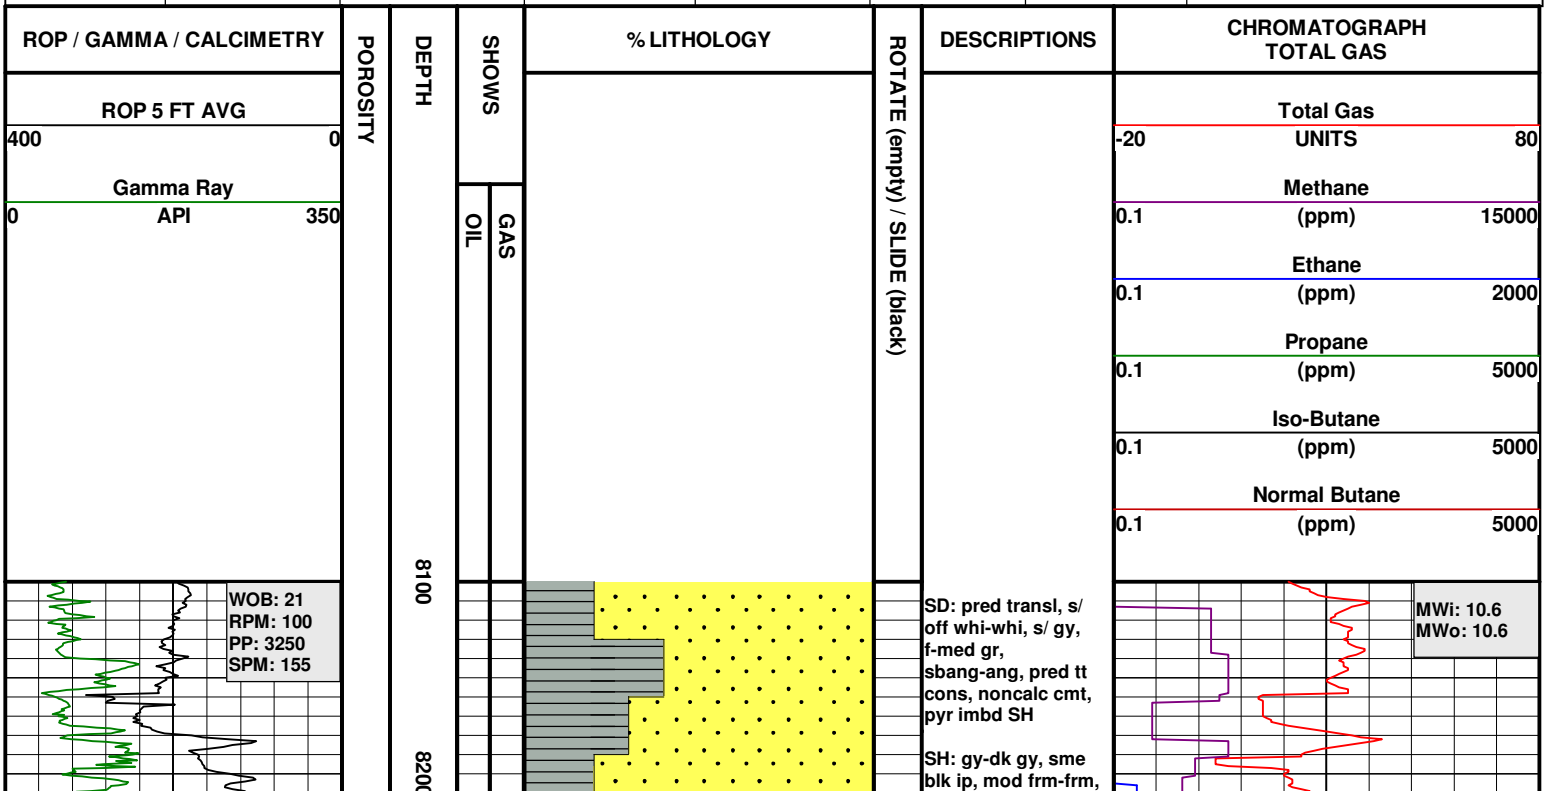 ROP / GAMMA / CALCIMETRY
POROSITY
DEPTH
SHOWS
% LITHOLOGY
ROTATE (empty) / SLIDE (black)
DESCRIPTIONS
CHROMATOGRAPH
TOTAL GAS
ROP 5 FT AVG
400 0
Gamma Ray
0 API 350
OIL
GAS
Total Gas
-20 UNITS 80
Methane
0.1 (ppm) 15000
Ethane
0.1 (ppm) 2000
Propane
0.1 (ppm) 5000
Iso-Butane
0.1 (ppm) 5000
Normal Butane
0.1 (ppm) 5000
WOB: 21
RPM: 100
PP: 3250
SPM: 155
8100
8200
SD: pred transl, s/
off whi-whi, s/ gy,
f-med gr,
sbang-ang, pred tt
cons, noncalc cmt,
pyr imbd SH
SH: gy-dk gy, sme
blk ip, mod frm-frm,
MWi: 10.6
MWo: 10.6